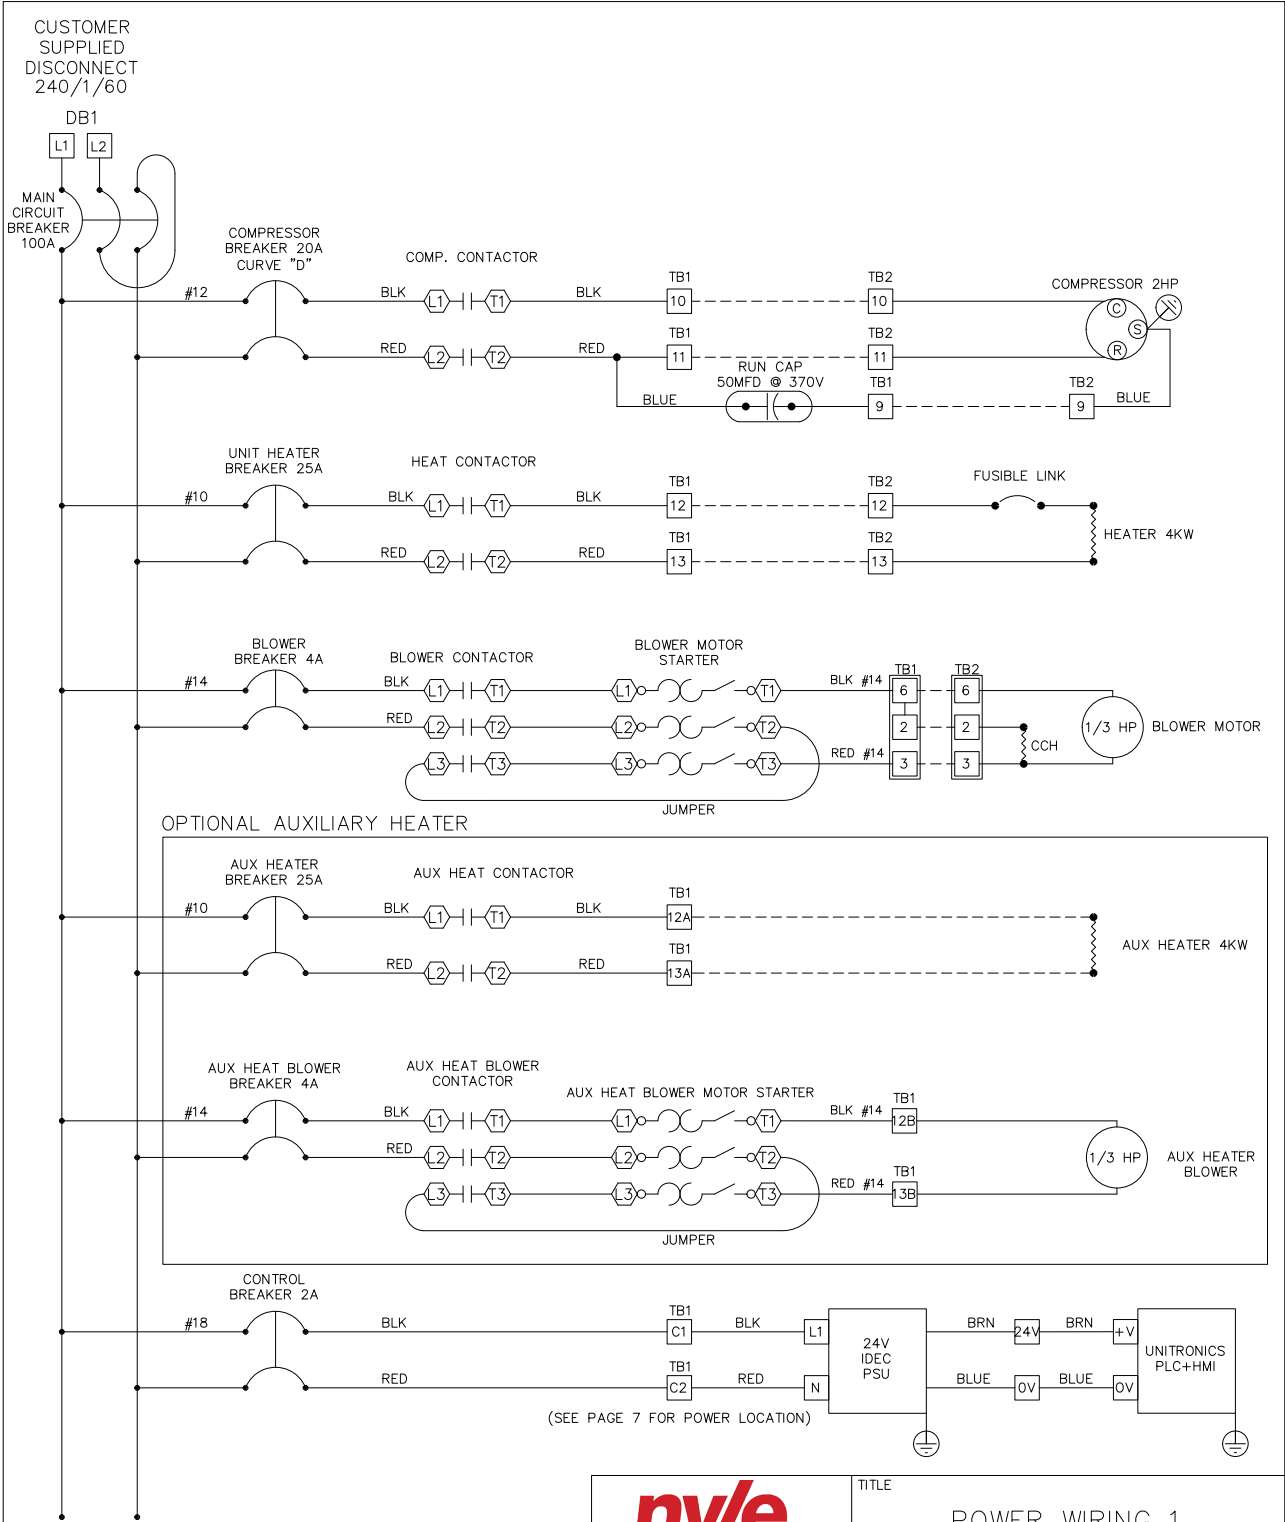 CUSTOMER
SUPPLIED
DISCONNECT
240/1/60
DB1
L1 L2
MAIN
CIRCUIT
BREAKER
100A
COMPRESSOR
BREAKER 20A
CURVE "D"
COMP. CONTACTOR
#12 BLK L1 T1 BLK TB1 10 TB2 10
COMPRESSOR 2HP
C
S
R
RED L2 T2 RED TB1 11 TB2 11
RUN CAP
50MFD @ 370V
BLUE TB1 9 TB2 9 BLUE
UNIT HEATER
BREAKER 25A
HEAT CONTACTOR
#10 BLK L1 T1 BLK TB1 12 TB2 12
FUSIBLE LINK
HEATER 4KW
RED L2 T2 RED TB1 13 TB2 13
BLOWER
BREAKER 4A
BLOWER CONTACTOR
BLOWER MOTOR
STARTER
TB1 TB2
#14 BLK L1 T1 L1 T1 BLK #14 6 6
RED L2 T2 L2 T2 2 2
CCH
1/3 HP BLOWER MOTOR
L3 T3 L3 T3 RED #14 3 3
JUMPER
OPTIONAL AUXILIARY HEATER
AUX HEATER
BREAKER 25A
AUX HEAT CONTACTOR
#10 BLK L1 T1 BLK TB1 12A
AUX HEATER 4KW
RED L2 T2 RED TB1 13A
AUX HEAT BLOWER
BREAKER 4A
AUX HEAT BLOWER
CONTACTOR
AUX HEAT BLOWER MOTOR STARTER
#14 BLK L1 T1 L1 T1 BLK #14 TB1 12B
RED L2 T2 L2 T2
1/3 HP
AUX HEATER
BLOWER
L3 T3 L3 T3 RED #14 TB1 13B
JUMPER
CONTROL
BREAKER 2A
#18 BLK TB1 C1 BLK L1
24V
IDEC
PSU
BRN 24V BRN +V
UNITRONICS
PLC+HMI
RED TB1 C2 RED N BLUE 0V BLUE 0V
(SEE PAGE 7 FOR POWER LOCATION)
nyle
TITLE
POWER WIRING 1